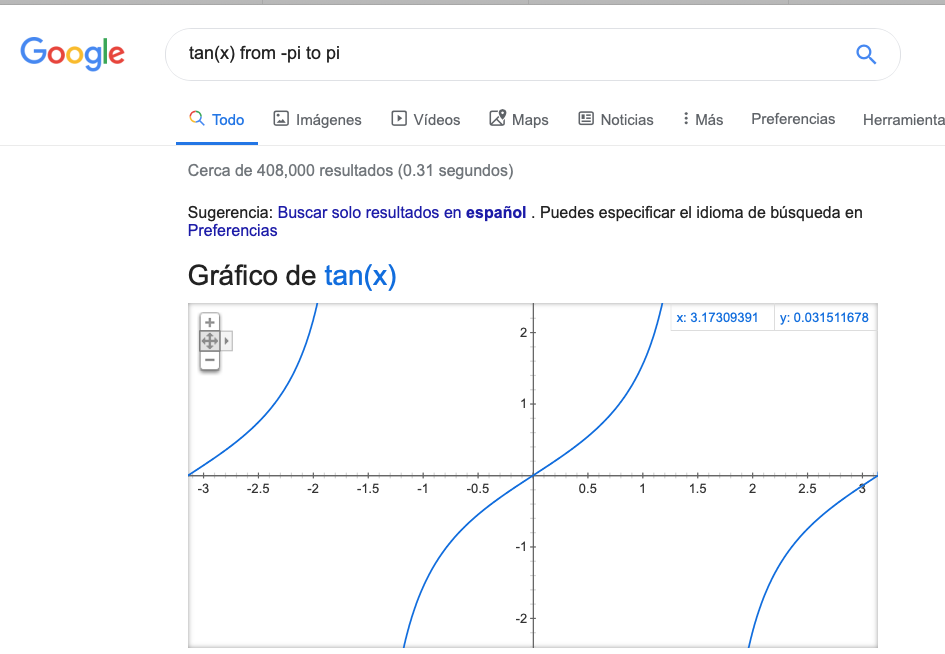 Google
tan(x) from -pi to pi
Todo Imágenes Vídeos Maps Noticias Más Preferencias Herramienta
Cerca de 408,000 resultados (0.31 segundos)
Sugerencia: Buscar solo resultados en español . Puedes especificar el idioma de búsqueda en
Preferencias
Gráfico de tan(x)
x: 3.17309391 y: 0.031511678
2
1
-3 -2.5 -2 -1.5 -1 -0.5 0.5 1 1.5 2 2.5 3
-1
-2